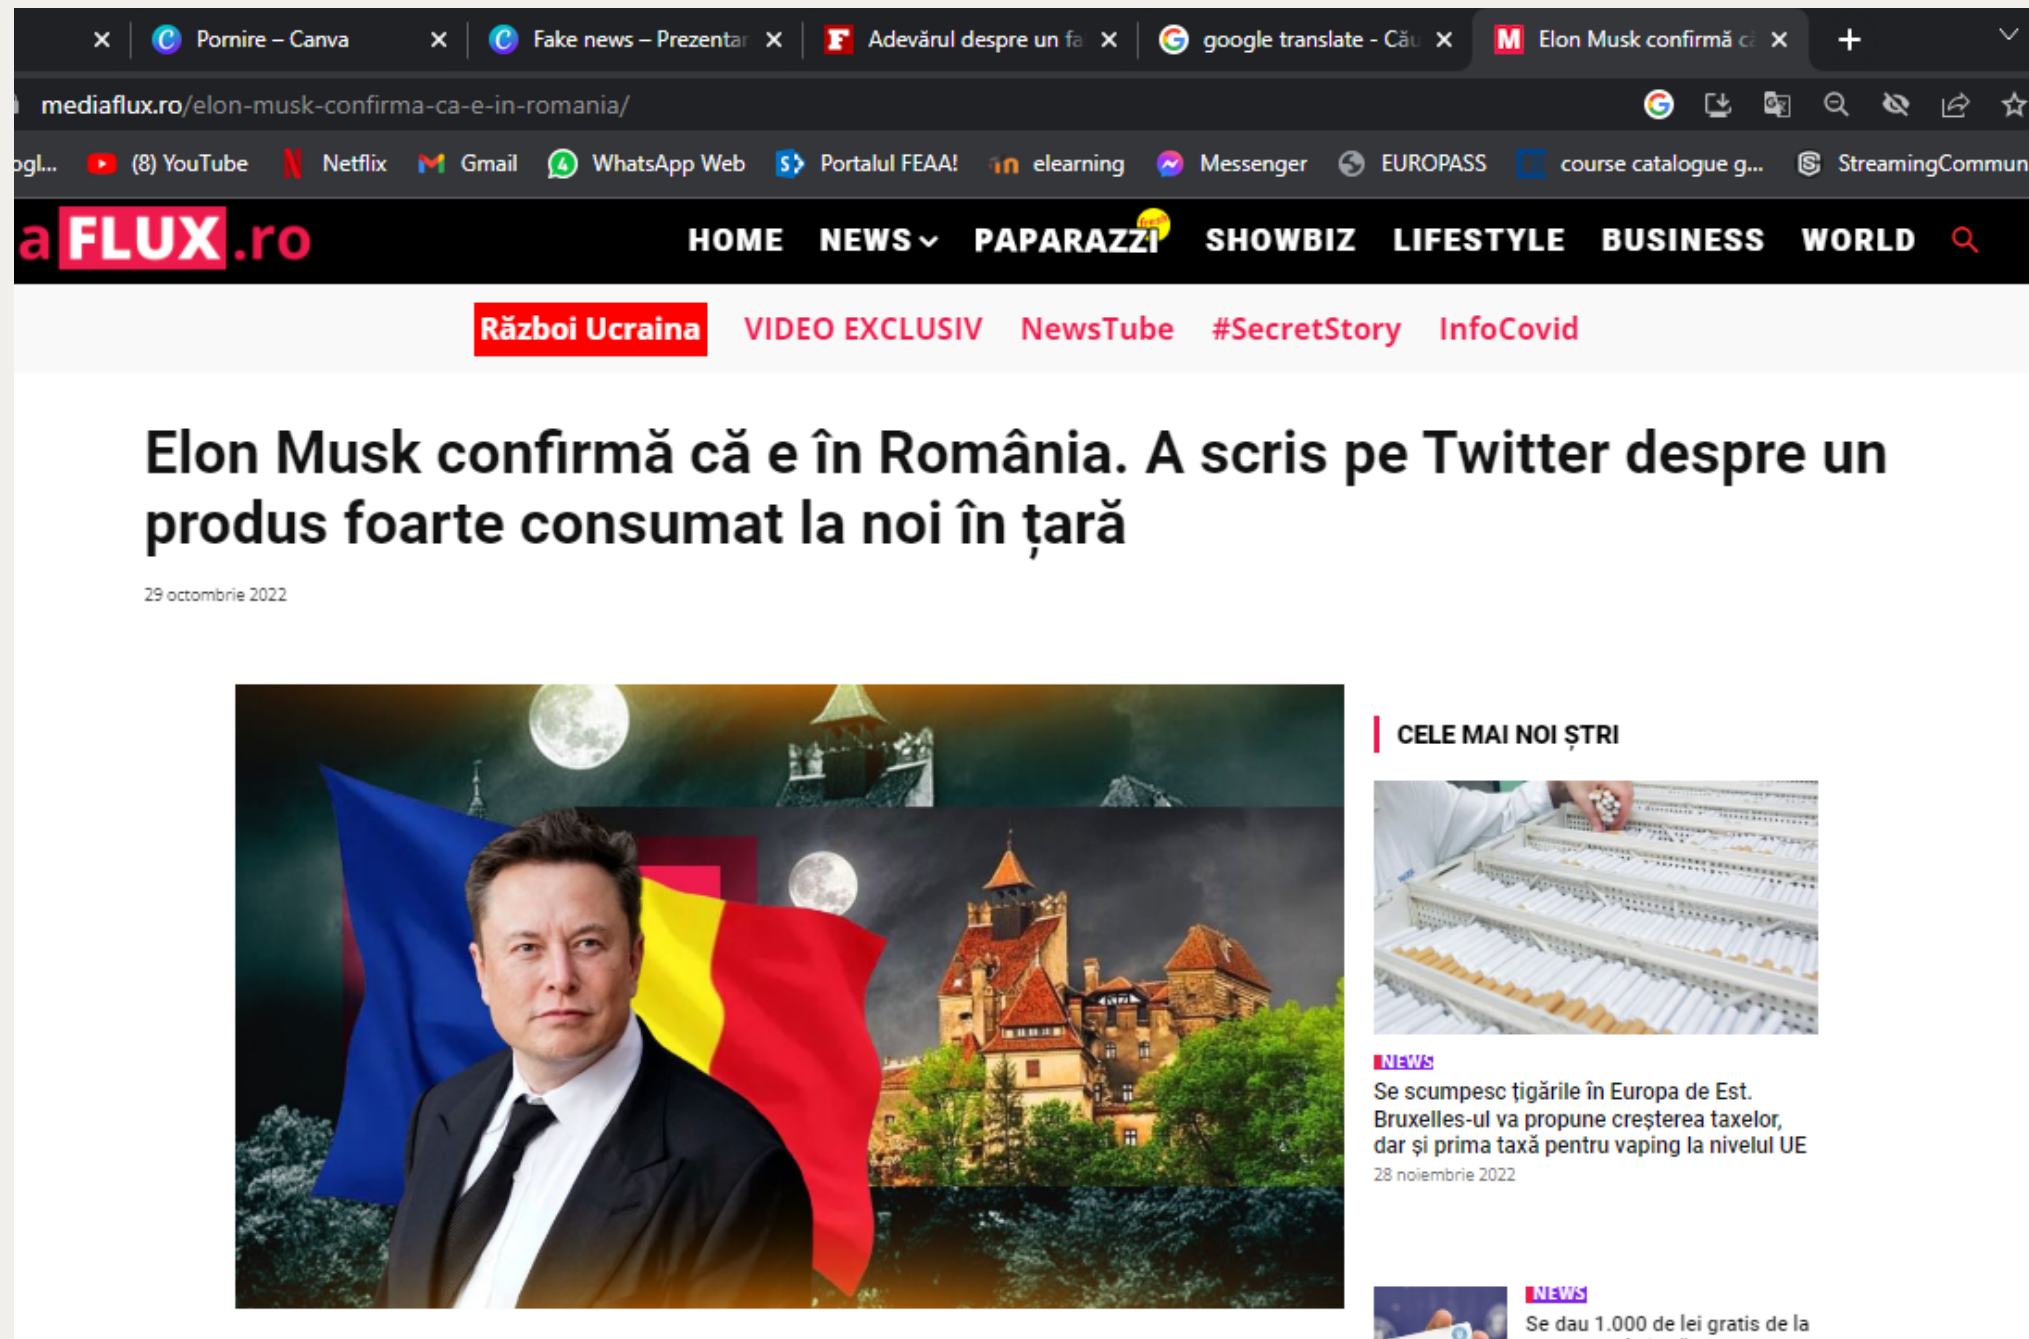 Pornire – Canva
Fake news – Prezentar
Adevărul despre un fa
google translate - Cău
Elon Musk confirmă că
mediaflux.ro/elon-musk-confirma-ca-e-in-romania/
ogl... (8) YouTube Netflix Gmail WhatsApp Web Portalul FEAA! elearning Messenger EUROPASS course catalogue g... StreamingCommun
a FLUX.ro
HOME NEWS PAPARAZZI fresh SHOWBIZ LIFESTYLE BUSINESS WORLD
Război Ucraina VIDEO EXCLUSIV NewsTube #SecretStory InfoCovid
Elon Musk confirmă că e în România. A scris pe Twitter despre un
produs foarte consumat la noi în țară
29 octombrie 2022
CELE MAI NOI ȘTRI
NEWS
Se scumpesc țigările în Europa de Est.
Bruxelles-ul va propune creșterea taxelor,
dar și prima taxă pentru vaping la nivelul UE
28 noiembrie 2022
NEWS
Se dau 1.000 de lei gratis de la